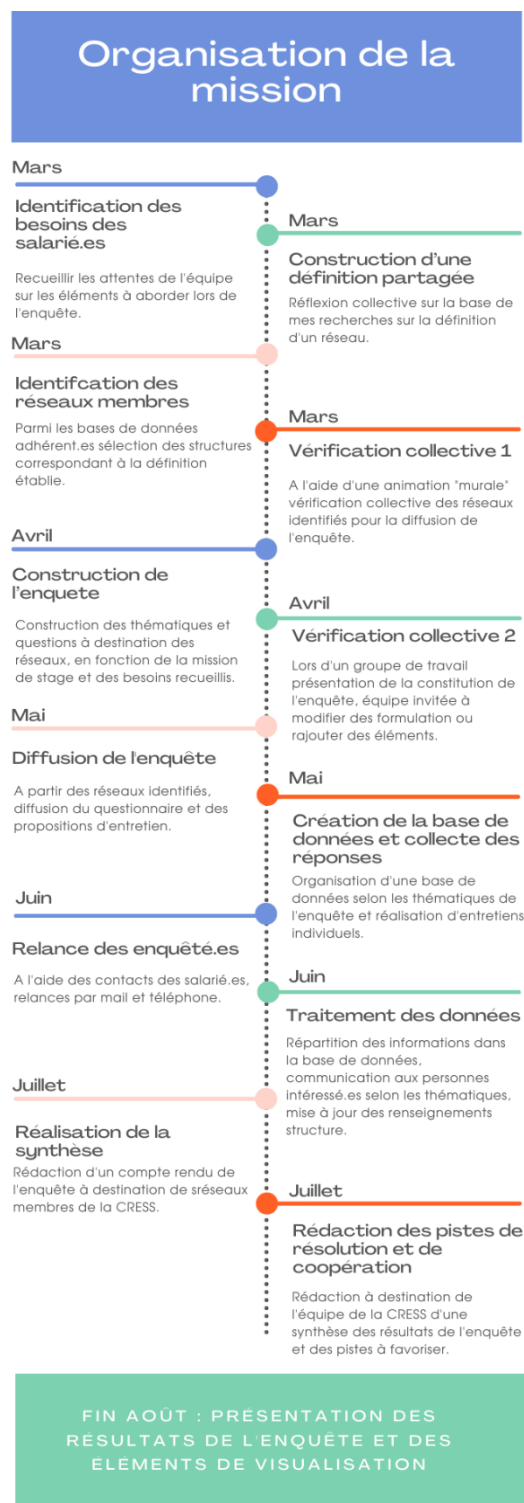 Organisation de la
mission
Mars
Identification des
besoins des
salarié.es
Recueillir les attentes de l'équipe
sur les éléments à aborder lors de
l'enquête.
Mars
Construction d'une
définition partagée
Réflexion collective sur la base de
mes recherches sur la définition
d'un réseau.
Mars
Identifcation des
réseaux membres
Parmi les bases de données
adhérent.es sélection des structures
correspondant à la définition
établie.
Mars
Vérification collective 1
A l'aide d'une animation "murale"
vérification collective des réseaux
identifiés pour la diffusion de
l'enquête.
Avril
Construction de
l'enquete
Construction des thématiques et
questions à destination des
réseaux, en fonction de la mission
de stage et des besoins recueillis.
Avril
Vérification collective 2
Lors d'un groupe de travail
présentation de la constitution de
l'enquête, équipe invitée à
modifier des formulation ou
rajouter des éléments.
Mai
Diffusion de l'enquête
A partir des réseaux identifiés,
diffusion du questionnaire et des
propositions d'entretien.
Mai
Création de la base de
données et collecte des
réponses
Organisation d'une base de
données selon les thématiques de
l'enquête et réalisation d'entretiens
individuels.
Juin
Relance des enquêté.es
A l'aide des contacts des salarié.es,
relances par mail et téléphone.
Juin
Traitement des données
Répartition des informations dans
la base de données,
communication aux personnes
intéressé.es selon les thématiques,
mise à jour des renseignements
structure.
Juillet
Réalisation de la
synthèse
Rédaction d'un compte rendu de
l'enquête à destination de sréseaux
membres de la CRESS.
Juillet
Rédaction des pistes de
résolution et de
coopération
Rédaction à destination de
l'équipe de la CRESS d'une
synthèse des résultats de l'enquête
et des pistes à favoriser.
FIN AOÛT : PRÉSENTATION DES
RÉSULTATS DE L'ENQUÊTE ET DES
ÉLÉMENTS DE VISUALISATION